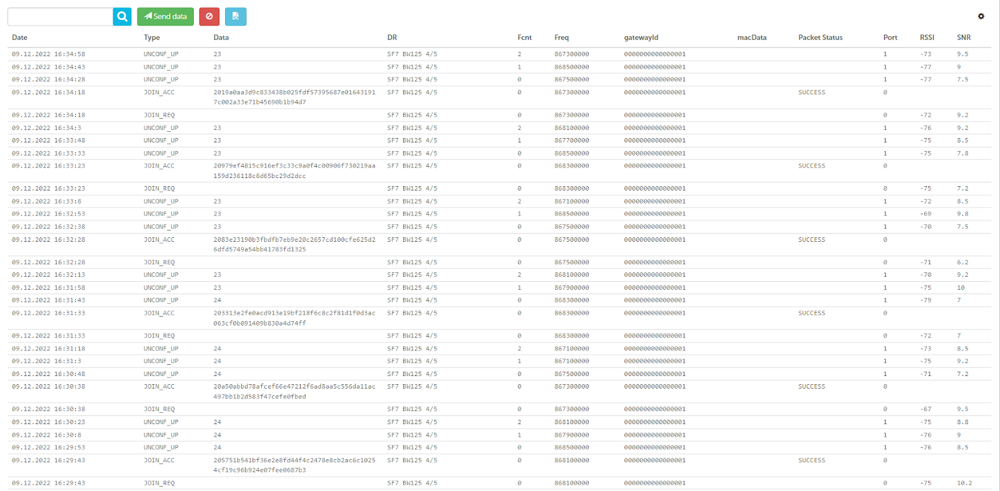 Send data
Date Type Data DR Fcnt Freq gatewayId macData Packet Status Port RSSI SNR
09.12.2022 16:34:58 UNCONF_UP 23 SF7 BW125 4/5 2 867300000 0000000000000001 1 -73 9.5
09.12.2022 16:34:43 UNCONF_UP 23 SF7 BW125 4/5 1 868500000 0000000000000001 1 -77 9
09.12.2022 16:34:28 UNCONF_UP 23 SF7 BW125 4/5 0 867500000 0000000000000001 1 -77 7.5
09.12.2022 16:34:18 JOIN_ACC 2019a0aa3d9c833438b025fdf57395687e01643191 SF7 BW125 4/5 0 867300000 0000000000000001 SUCCESS 0
7c002a33e71b45690b1b94d7
09.12.2022 16:34:18 JOIN_REQ SF7 BW125 4/5 0 867300000 0000000000000001 0 -72 9.2
09.12.2022 16:34:3 UNCONF_UP 23 SF7 BW125 4/5 2 868100000 0000000000000001 1 -76 9.2
09.12.2022 16:33:48 UNCONF_UP 23 SF7 BW125 4/5 1 867700000 0000000000000001 1 -75 8.5
09.12.2022 16:33:33 UNCONF_UP 23 SF7 BW125 4/5 0 868500000 0000000000000001 1 -75 7.8
09.12.2022 16:33:23 JOIN_ACC 20979ef4815c916ef3c33c9a0f4c00906f730219aa SF7 BW125 4/5 0 868300000 0000000000000001 SUCCESS 0
159d236118c6d65bc29d2dcc
09.12.2022 16:33:23 JOIN_REQ SF7 BW125 4/5 0 868300000 0000000000000001 0 -75 7.2
09.12.2022 16:33:8 UNCONF_UP 23 SF7 BW125 4/5 2 867100000 0000000000000001 1 -72 8.5
09.12.2022 16:32:53 UNCONF_UP 23 SF7 BW125 4/5 1 868500000 0000000000000001 1 -69 9.8
09.12.2022 16:32:38 UNCONF_UP 23 SF7 BW125 4/5 0 867500000 0000000000000001 1 -70 7.5
09.12.2022 16:32:28 JOIN_ACC 2083e23190b3fbdfb7eb9e20c2657cd100cfe625d2 SF7 BW125 4/5 0 867500000 0000000000000001 SUCCESS 0
6dfd5749a54bb41783fd1325
09.12.2022 16:32:28 JOIN_REQ SF7 BW125 4/5 0 867500000 0000000000000001 0 -71 6.2
09.12.2022 16:32:13 UNCONF_UP 23 SF7 BW125 4/5 2 868100000 0000000000000001 1 -70 9.2
09.12.2022 16:31:58 UNCONF_UP 23 SF7 BW125 4/5 1 867900000 0000000000000001 1 -75 10
09.12.2022 16:31:43 UNCONF_UP 24 SF7 BW125 4/5 0 868300000 0000000000000001 1 -79 7
09.12.2022 16:31:33 JOIN_ACC 203313e2fe0acd913e19bf218f6c8c2f81d1f0d3ac SF7 BW125 4/5 0 868300000 0000000000000001 SUCCESS 0
063cf0b091409b830a4d74ff
09.12.2022 16:31:33 JOIN_REQ SF7 BW125 4/5 0 868300000 0000000000000001 0 -72 7
09.12.2022 16:31:18 UNCONF_UP 24 SF7 BW125 4/5 2 867100000 0000000000000001 1 -73 8.5
09.12.2022 16:31:3 UNCONF_UP 24 SF7 BW125 4/5 1 867100000 0000000000000001 1 -75 9.2
09.12.2022 16:30:48 UNCONF_UP 24 SF7 BW125 4/5 0 867500000 0000000000000001 1 -71 7.2
09.12.2022 16:30:38 JOIN_ACC 20a50abbd78afcef66e47212f6ad8aa5c556da11ac SF7 BW125 4/5 0 867300000 0000000000000001 SUCCESS 0
497bb1b2d583f47cefe0fbed
09.12.2022 16:30:38 JOIN_REQ SF7 BW125 4/5 0 867300000 0000000000000001 0 -67 9.5
09.12.2022 16:30:23 UNCONF_UP 24 SF7 BW125 4/5 2 868100000 0000000000000001 1 -75 8.8
09.12.2022 16:30:8 UNCONF_UP 24 SF7 BW125 4/5 1 867900000 0000000000000001 1 -76 9
09.12.2022 16:29:53 UNCONF_UP 24 SF7 BW125 4/5 0 868500000 0000000000000001 1 -76 8.5
09.12.2022 16:29:43 JOIN_ACC 205751b541bf36e2e8fd44f4c2478e8cb2ac6c1025 SF7 BW125 4/5 0 868100000 0000000000000001 SUCCESS 0
4cf19c96b924e07fee0687b3
09.12.2022 16:29:43 JOIN_REQ SF7 BW125 4/5 0 868100000 0000000000000001 0 -75 10.2